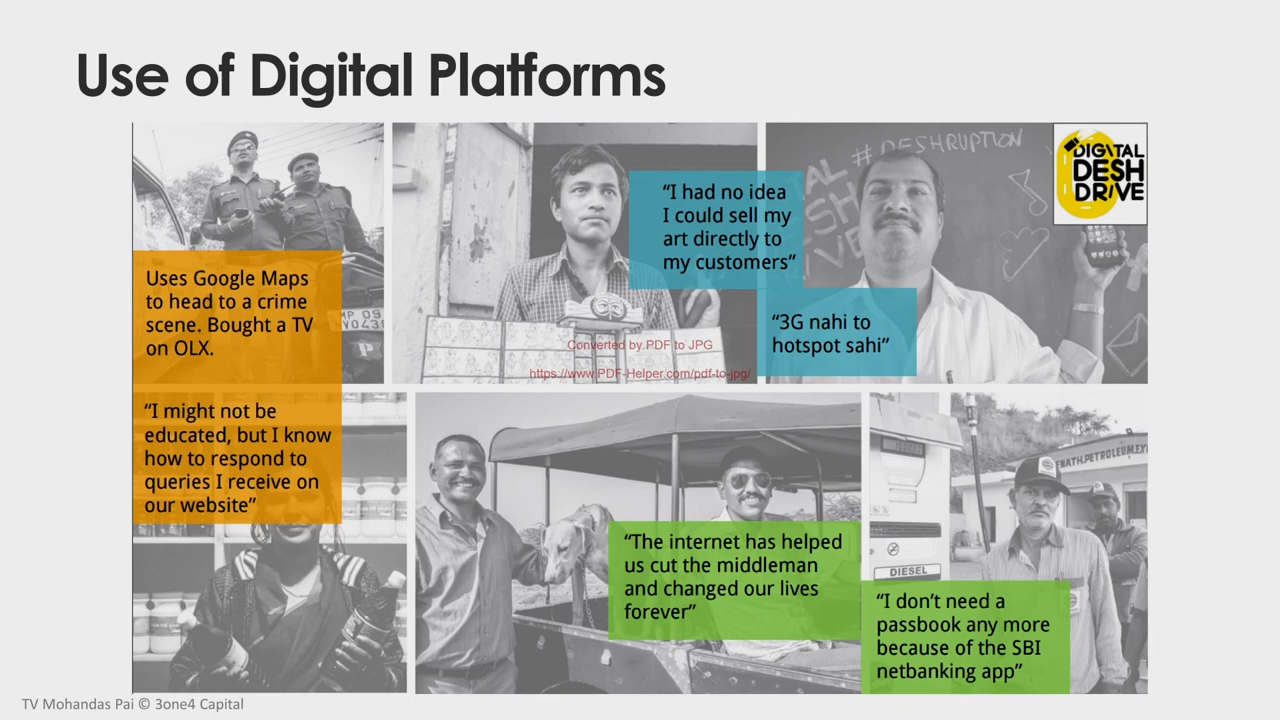 Use of Digital Platforms
# DESHRUPTION
DIGITAL
DESH
DRIVE
“I had no idea
I could sell my
art directly to
my customers”
Uses Google Maps
to head to a crime
scene. Bought a TV
on OLX.
MP 09
“3G nahi to
hotspot sahi”
Converted by PDF to JPG
https://www.PDF-Helper.com/pdf-to-jpg/
“I might not be
educated, but I know
how to respond to
queries I receive on
our website”
“The internet has helped
us cut the middleman
and changed our lives
forever”
DIESEL
“I don’t need a
passbook any more
because of the SBI
netbanking app”
TV Mohandas Pai © 3one4 Capital